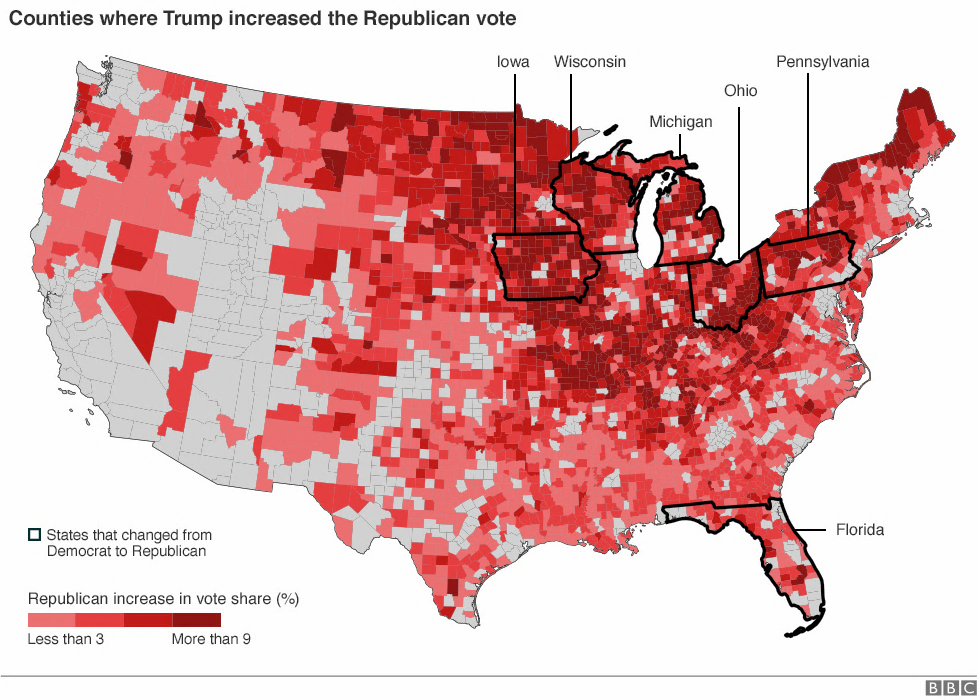 Counties where Trump increased the Republican vote
Iowa
Wisconsin
Pennsylvania
Ohio
Michigan
Florida
States that changed from
Democrat to Republican
Republican increase in vote share (%)
Less than 3
More than 9
BBC